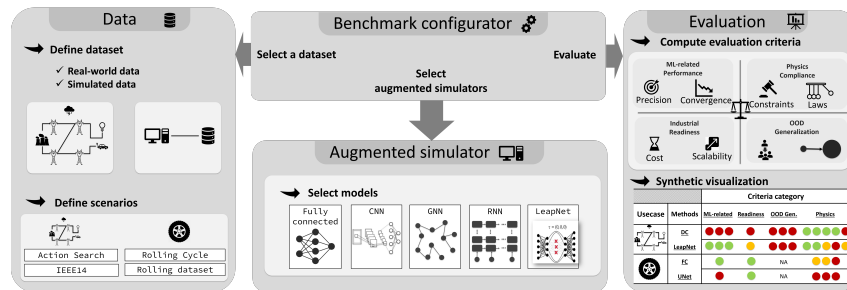 Data
Define dataset
✓ Real-world data
✓ Simulated data
Define scenarios
Action Search
IEEE14
Rolling Cycle
Rolling dataset
Benchmark configurator
Select a dataset
Evaluate
Select
augmented simulators
Augmented simulator
Select models
Fully
connected
CNN
GNN
RNN
LeapNet
Evaluation
Compute evaluation criteria
ML-related
Performance
Precision
Convergence
Physics
Compliance
Constraints
Laws
Industrial
Readiness
Cost
Scalability
OOD
Generalization
Synthetic visualization
Criteria category
Usecase Methods ML-related Readiness OOD Gen. Physics
DC
LeapNet
FC NA
UNet NA